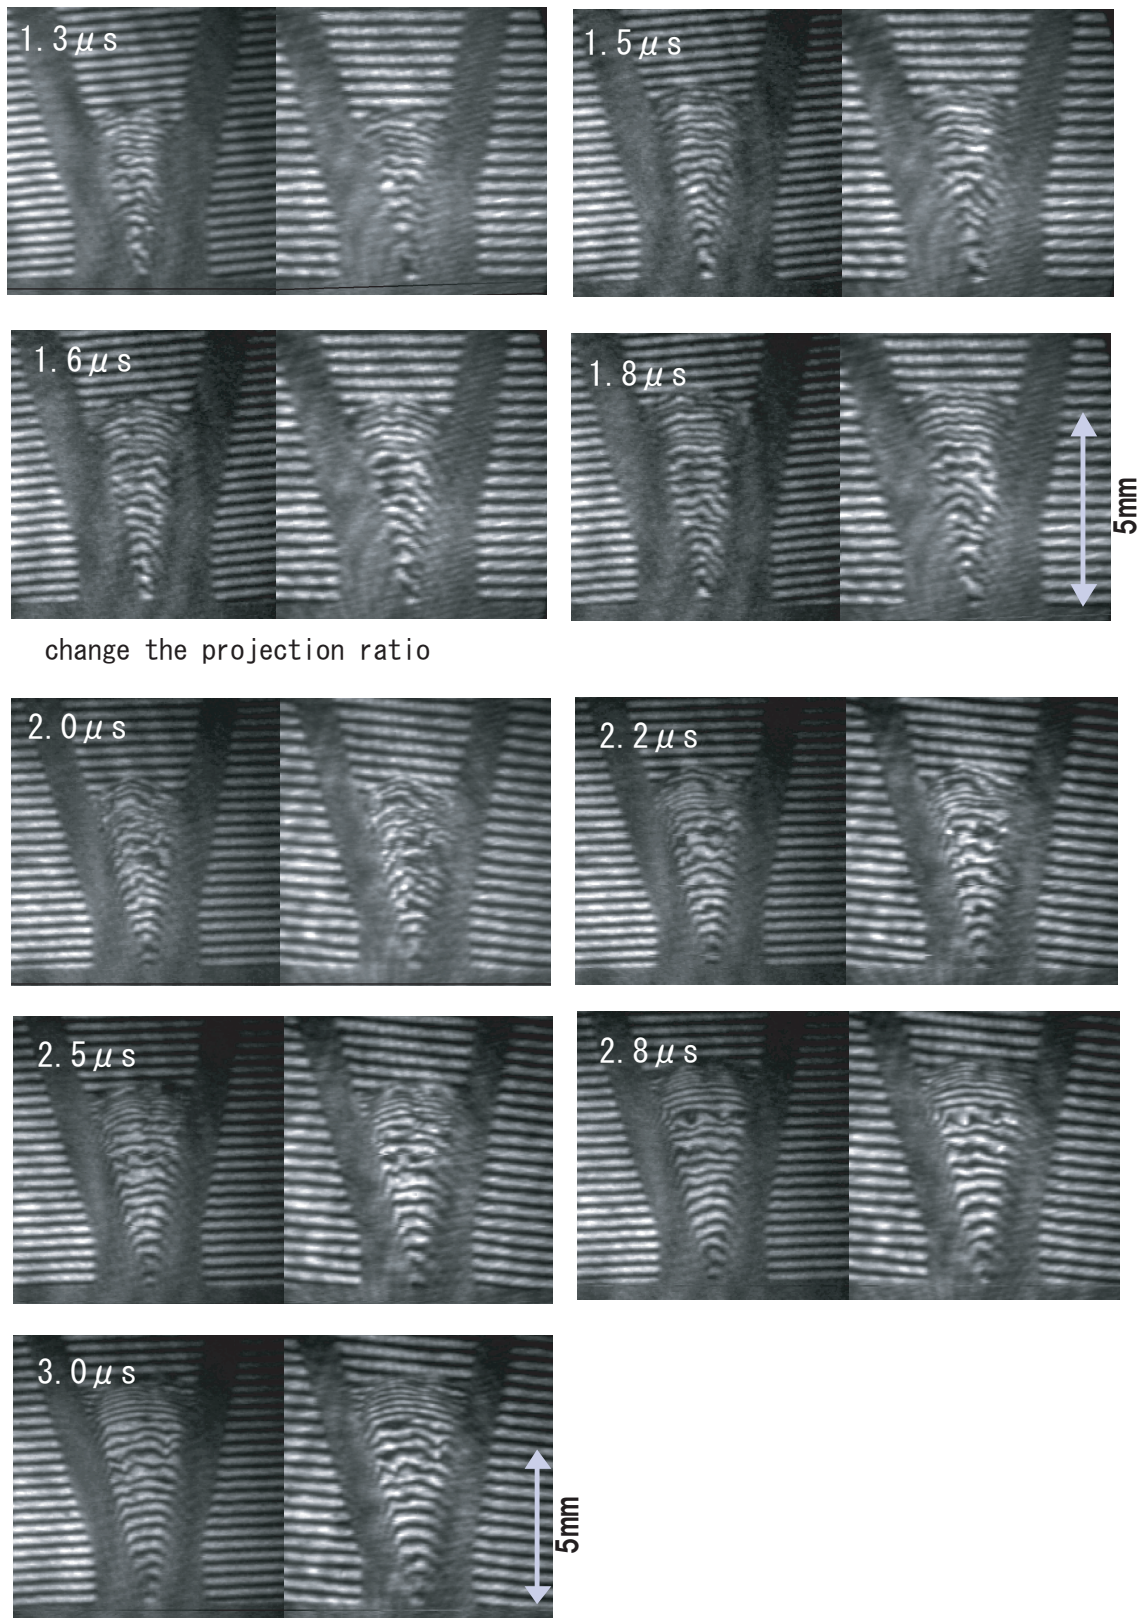 1.3μs
1.5μs
1.6μs
1.8μs
5mm
change the projection ratio
2.0μs
2.2μs
2.5μs
2.8μs
3.0μs
5mm